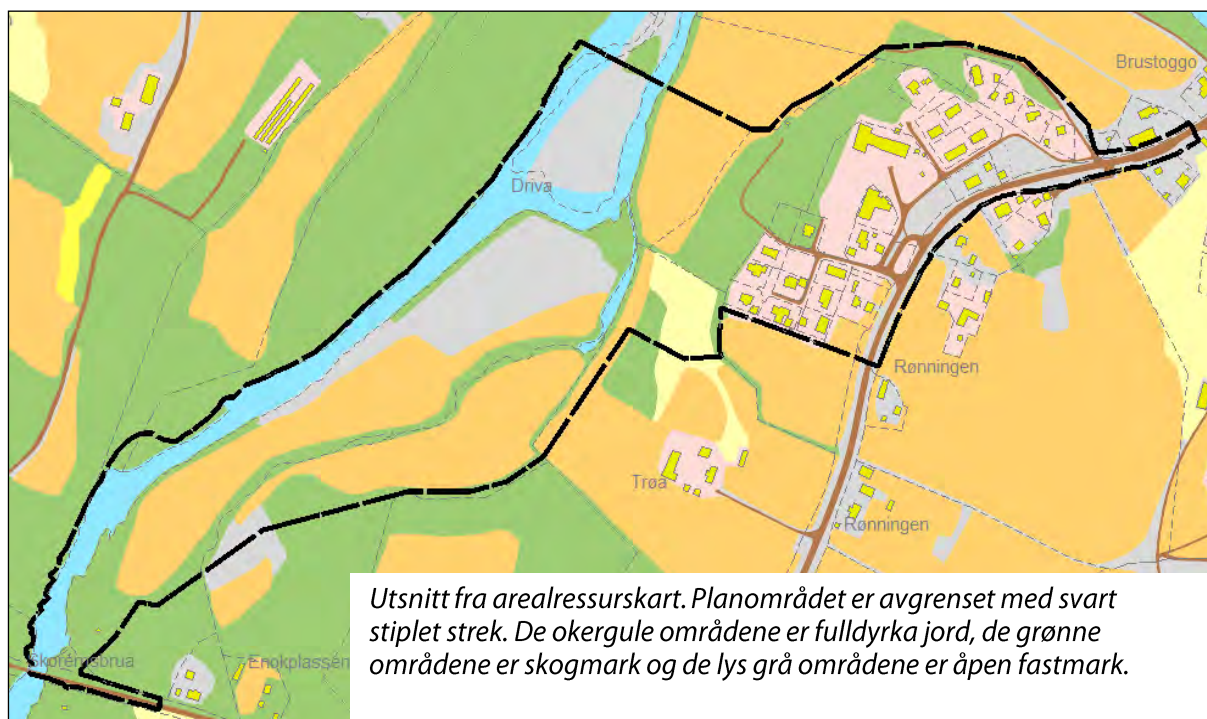 Brustoggo
Driva
Rønningen
Trøa
Rønningen
Skoremsbrua
Enokplassen
Utsnitt fra arealressurskart. Planområdet er avgrenset med svart
stiplet strek. De okergule områdene er fulldyrka jord, de grønne
områdene er skogmark og de lys grå områdene er åpen fastmark.